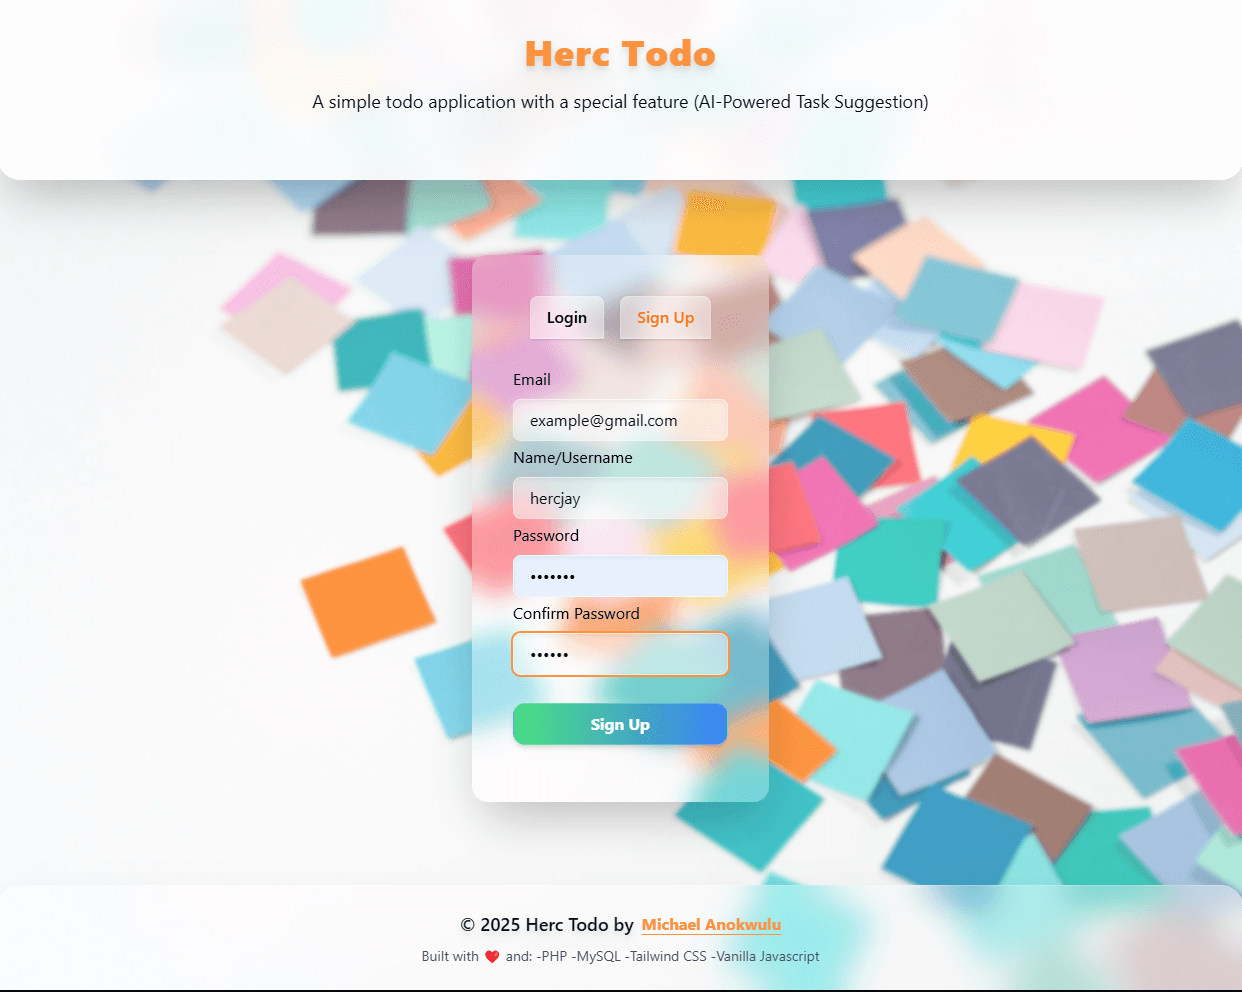 Herc Todo
A simple todo application with a special feature (AI-Powered Task Suggestion)
Login
Sign Up
Email
example@gmail.com
Name/Username
hercjay
Password
•••••••
Confirm Password
••••••
Sign Up
© 2025 Herc Todo by Michael Anokwulu
Built with ❤️ and: -PHP -MySQL -Tailwind CSS -Vanilla Javascript